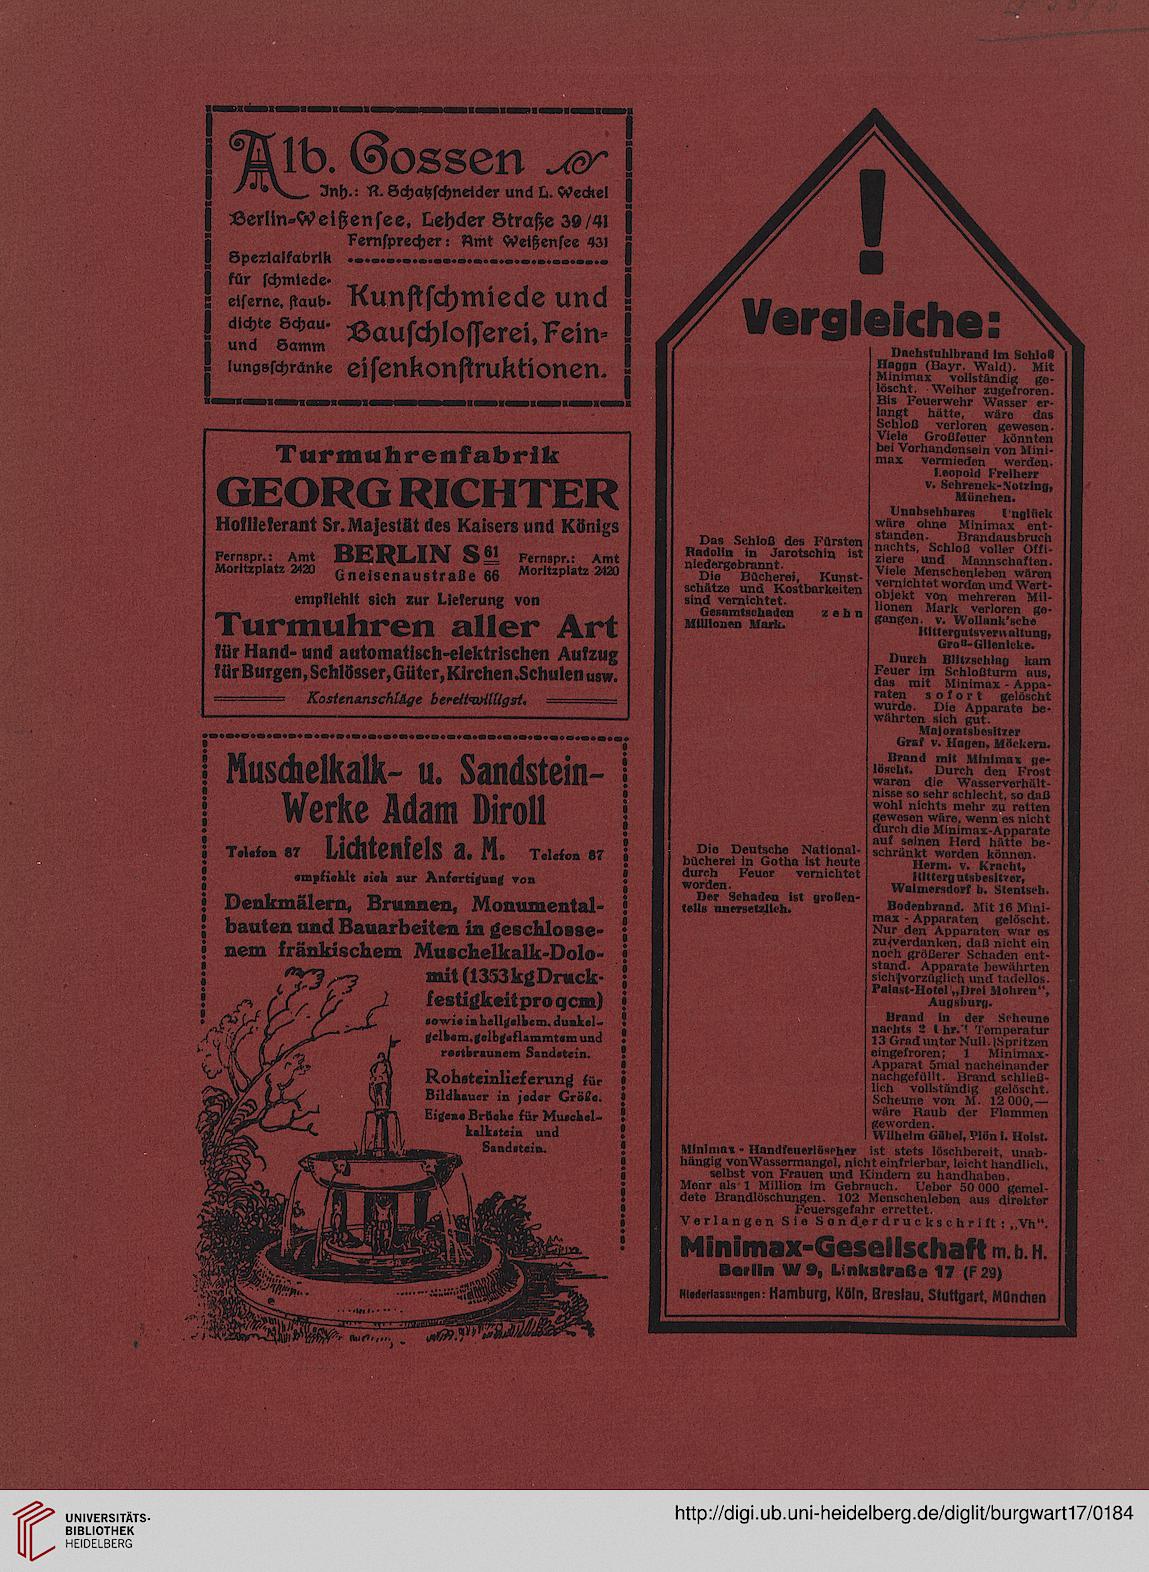 Alb. Gossen
Inh.: R. Schatzschneider und L. Weckel
Berlin-Weißensee, Lehder Straße 39/41
Fernsprecher: Amt Weißensee 431
Spezialfabrik
für schmiede-
eiserne, staub-
dichte Schau-
und Samm
lungsschränke
Kunstschmiede und
Bauschlosserei, Fein-
eisenkonstruktionen.
Turmuhrenfabrik
GEORG RICHTER
Hoflieferant Sr. Majestät des Kaisers und Königs
Fernspr.: Amt
Moritzplatz 2420
BERLIN S 61
Gneisenaustraße 66
Fernspr.: Amt
Moritzplatz 2420
empfiehlt sich zur Lieferung von
Turmuhren aller Art
für Hand- und automatisch-elektrischen Aufzug
für Burgen, Schlösser, Güter, Kirchen, Schulen usw.
Kostenanschläge bereitwilligst.
Muschelkalk- u. Sandstein-
Werke Adam Diroll
Telefon 87 Lichtenfels a. M. Telefon 87
empfiehlt sich zur Anfertigung von
Denkmälern, Brunnen, Monumental-
bauten und Bauarbeiten in geschlosse-
nem fränkischem Muschelkalk-Dolo-
mit (1353 kg Druck-
festigkeit pro qcm)
sowie in hellgelbem, dunkel-
gelbem, gelbgeflammtem und
rostbraunem Sandstein.
Rohsteinlieferung für
Bildhauer in jeder Größe.
Eigene Brüche für Muschel-
kalkstein und
Sandstein.
!
Vergleiche:
Das Schloß des Fürsten
Radolin in Jarotschin ist
niedergebrannt.
Die Bücherei, Kunst-
schätze und Kostbarkeiten
sind vernichtet.
Gesamtschaden zehn
Millionen Mark.
Die Deutsche National-
bücherei in Gotha ist heute
durch Feuer vernichtet
worden.
Der Schaden ist großen-
teils unersetzlich.
Dachstuhlbrand im Schloß
Haggn (Bayr. Wald). Mit
Minimax vollständig ge-
löscht. Weiher zugefroren.
Bis Feuerwehr Wasser er-
langt hätte, wäre das
Schloß verloren gewesen.
Viele Großfeuer könnten
bei Vorhandensein von Mini-
max vermieden werden.
Leopold Freiherr
v. Schrenck-Notzing,
München.
Unabsehbares Unglück
wäre ohne Minimax ent-
standen. Brandausbruch
nachts, Schloß voller Offi-
ziere und Mannschaften.
Viele Menschenleben wären
vernichtet worden und Wert-
objekt von mehreren Mil-
lionen Mark verloren ge-
gangen. v. Wollank'sche
Rittergutsverwaltung,
Groß-Glienicke.
Durch Blitzschlag kam
Feuer im Schloßturm aus,
das mit Minimax-Appa-
raten sofort gelöscht
wurde. Die Apparate be-
währten sich gut.
Majoratsbesitzer
Graf v. Hagen, Möckern.
Brand mit Minimax ge-
löscht. Durch den Frost
waren die Wasserverhält-
nisse so sehr schlecht, so daß
wohl nichts mehr zu retten
gewesen wäre, wenn es nicht
durch die Minimax-Apparate
auf seinen Herd hätte be-
schränkt werden können.
Herm. v. Kracht,
Rittergutsbesitzer,
Walmersdorf b. Stentsch.
Bodenbrand. Mit 16 Mini-
max-Apparaten gelöscht.
Nur den Apparaten war es
zu verdanken, daß nicht ein
noch größerer Schaden ent-
stand. Apparate bewährten
sich vorzüglich und tadellos.
Palast-Hotel „Drei Mohren“,
Augsburg.
Brand in der Scheune
nachts 2 Uhr. Temperatur
13 Grad unter Null. Spritzen
eingefroren; 1 Minimax-
Apparat 5mal nacheinander
nachgefüllt. Brand schließ-
lich vollständig gelöscht.
Scheune von M. 12 000,—
wäre Raub der Flammen
geworden.
Wilhelm Gäbel, Plön i. Holst.
Minimax-Handfeuerlöscher ist stets löschbereit, unab-
hängig von Wassermangel, nicht einfrierbar, leicht handlich,
selbst von Frauen und Kindern zu handhaben.
Mehr als 1 Million im Gebrauch. Ueber 50 000 gemel-
dete Brandlöschungen. 102 Menschenleben aus direkter
Feuersgefahr errettet.
Verlangen Sie Sonderdruckschrift: „Vh“.
Minimax-Gesellschaft m. b. H.
Berlin W 9, Linkstraße 17 (F 29)
Niederlassungen: Hamburg, Köln, Breslau, Stuttgart, München
UNIVERSITÄTS-
BIBLIOTHEK
HEIDELBERG
http://digi.ub.uni-heidelberg.de/diglit/burgwart17/0184